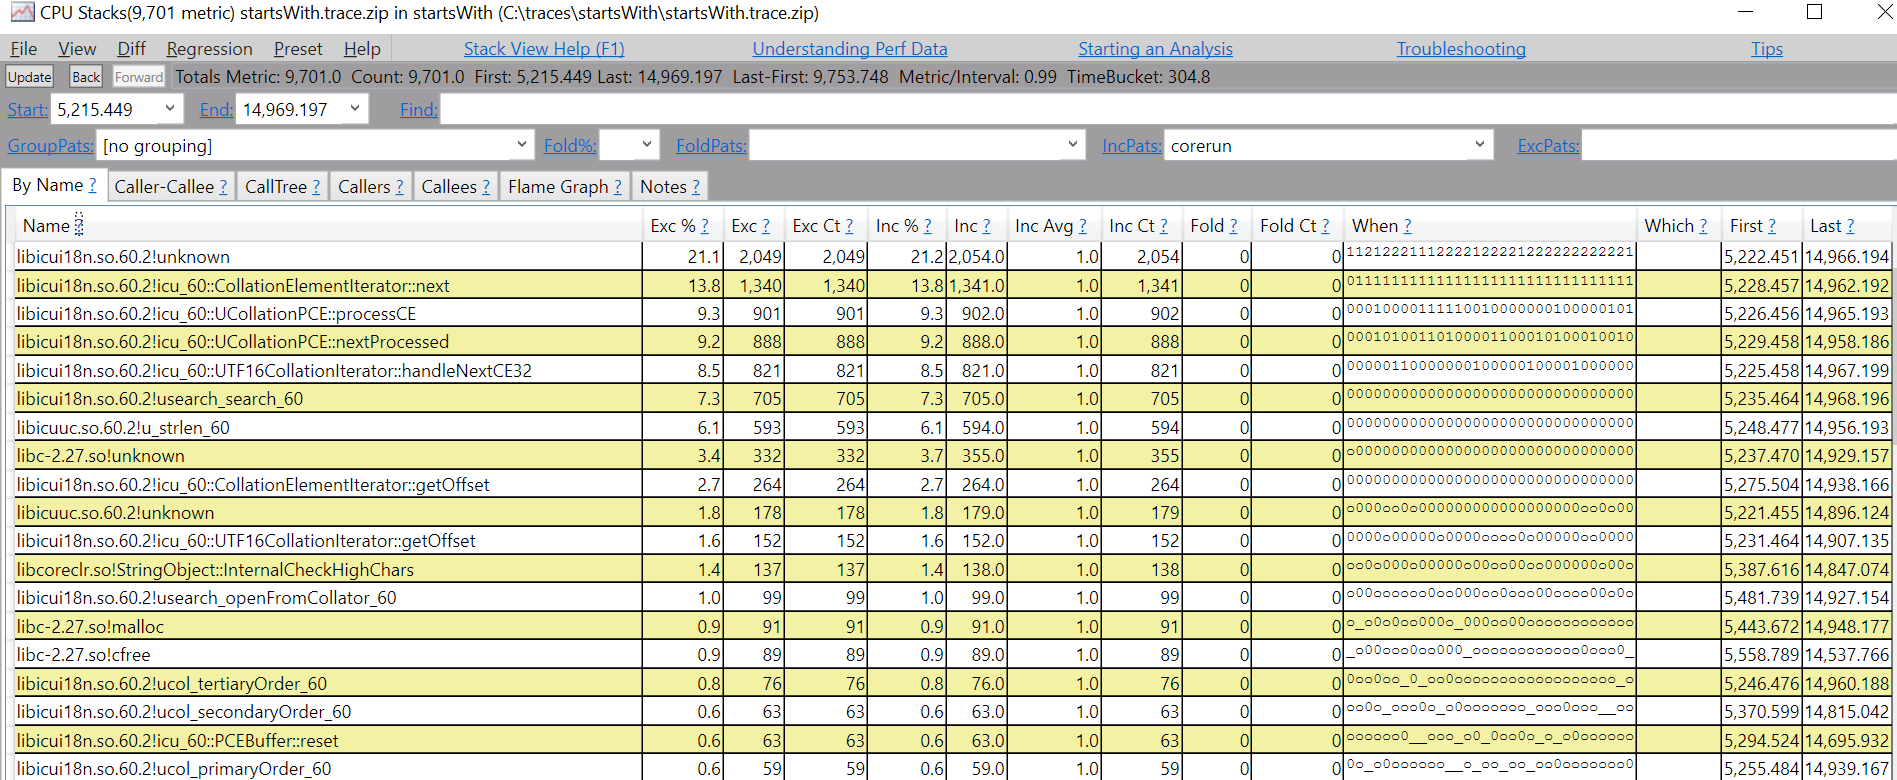 CPU Stacks(9,701 metric) startsWith.trace.zip in startsWith (C:\traces\startsWith\startsWith.trace.zip)
File View Diff Regression Preset Help Stack View Help (F1) Understanding Perf Data Starting an Analysis Troubleshooting Tips
Update Back Forward Totals Metric: 9,701.0 Count: 9,701.0 First: 5,215.449 Last: 14,969.197 Last-First: 9,753.748 Metric/Interval: 0.99 TimeBucket: 304.8
Start: 5,215.449 End: 14,969.197 Find:
GroupPats: [no grouping] Fold%: FoldPats: IncPats: corerun ExcPats:
By Name ? Caller-Callee ? CallTree ? Callers ? Callees ? Flame Graph ? Notes ?
Name ? Exc % ? Exc ? Exc Ct ? Inc % ? Inc ? Inc Avg ? Inc Ct ? Fold ? Fold Ct ? When ? Which ? First ? Last ?
libicui18n.so.60.2!unknown 21.1 2,049 2,049 21.2 2,054.0 1.0 2,054 0 0 5,222.451 14,966.194
libicui18n.so.60.2!icu_60::CollationElementIterator::next 13.8 1,340 1,340 13.8 1,341.0 1.0 1,341 0 0 01111111111111111111111111111111 5,228.457 14,962.192
libicui18n.so.60.2!icu_60::UCollationPCE::processCE 9.3 901 901 9.3 902.0 1.0 902 0 0 5,226.456 14,965.193
libicui18n.so.60.2!icu_60::UCollationPCE::nextProcessed 9.2 888 888 9.2 888.0 1.0 888 0 0 5,229.458 14,958.186
libicui18n.so.60.2!icu_60::UTF16CollationIterator::handleNextCE32 8.5 821 821 8.5 821.0 1.0 821 0 0 5,225.458 14,967.199
libicui18n.so.60.2!usearch_search_60 7.3 705 705 7.3 705.0 1.0 705 0 0 00000000000000000000000000000000 5,235.464 14,968.196
libicuuc.so.60.2!u_strlen_60 6.1 593 593 6.1 594.0 1.0 594 0 0 00000000000000000000000000000000 5,248.477 14,956.193
libc-2.27.so!unknown 3.4 332 332 3.7 355.0 1.0 355 0 0 o0000000000000000000000000000000 5,237.470 14,929.157
libicui18n.so.60.2!icu_60::CollationElementIterator::getOffset 2.7 264 264 2.7 264.0 1.0 264 0 0 00000000000000000000000000000000 5,275.504 14,938.166
libicuuc.so.60.2!unknown 1.8 178 178 1.8 179.0 1.0 179 0 0 5,221.455 14,896.124
libicui18n.so.60.2!icu_60::UTF16CollationIterator::getOffset 1.6 152 152 1.6 152.0 1.0 152 0 0 5,231.464 14,907.135
libcoreclr.so!StringObject::InternalCheckHighChars 1.4 137 137 1.4 138.0 1.0 138 0 0 5,387.616 14,847.074
libicui18n.so.60.2!usearch_openFromCollator_60 1.0 99 99 1.0 99.0 1.0 99 0 0 5,481.739 14,927.154
libc-2.27.so!malloc 0.9 91 91 0.9 91.0 1.0 91 0 0 5,443.672 14,948.177
libc-2.27.so!cfree 0.9 89 89 0.9 89.0 1.0 89 0 0 5,558.789 14,537.766
libicui18n.so.60.2!ucol_tertiaryOrder_60 0.8 76 76 0.8 76.0 1.0 76 0 0 5,246.476 14,960.188
libicui18n.so.60.2!ucol_secondaryOrder_60 0.6 63 63 0.6 63.0 1.0 63 0 0 5,370.599 14,815.042
libicui18n.so.60.2!icu_60::PCEBuffer::reset 0.6 63 63 0.6 63.0 1.0 63 0 0 5,294.524 14,695.932
libicui18n.so.60.2!ucol_primaryOrder_60 0.6 59 59 0.6 59.0 1.0 59 0 0 5,255.484 14,939.167